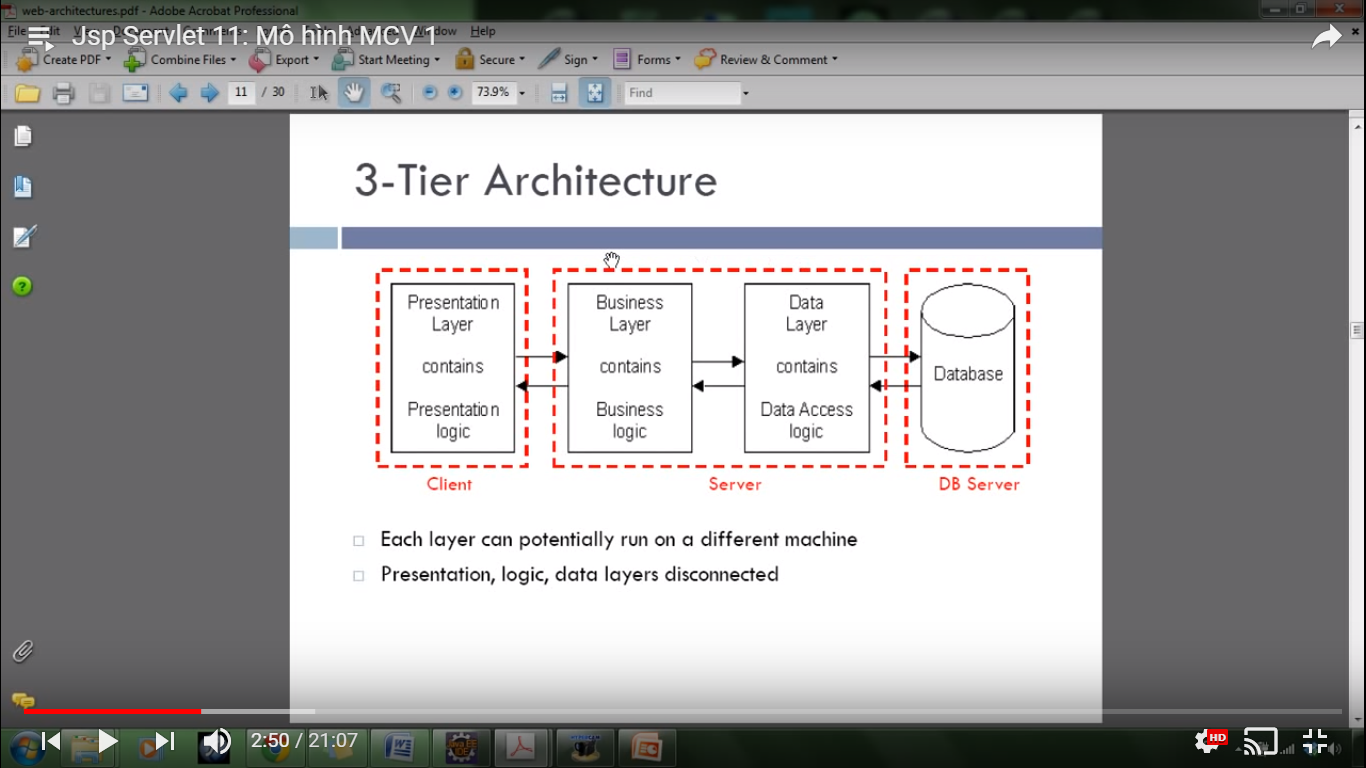 web-architectures.pdf - Adobe Acrobat Professional
Jsp Servlet 11: Mô hình MCV 1
File
Window Help
Create PDF Combine Files Export Start Meeting Secure Sign Forms Review & Comment
11 / 30 73.9% Find
3-Tier Architecture
Presentation
Layer
contains
Presentation
logic
Business
Layer
contains
Business
logic
Data
Layer
contains
Data Access
logic
Database
Client
Server
DB Server
Each layer can potentially run on a different machine
Presentation, logic, data layers disconnected
2:50 / 21:07
HD